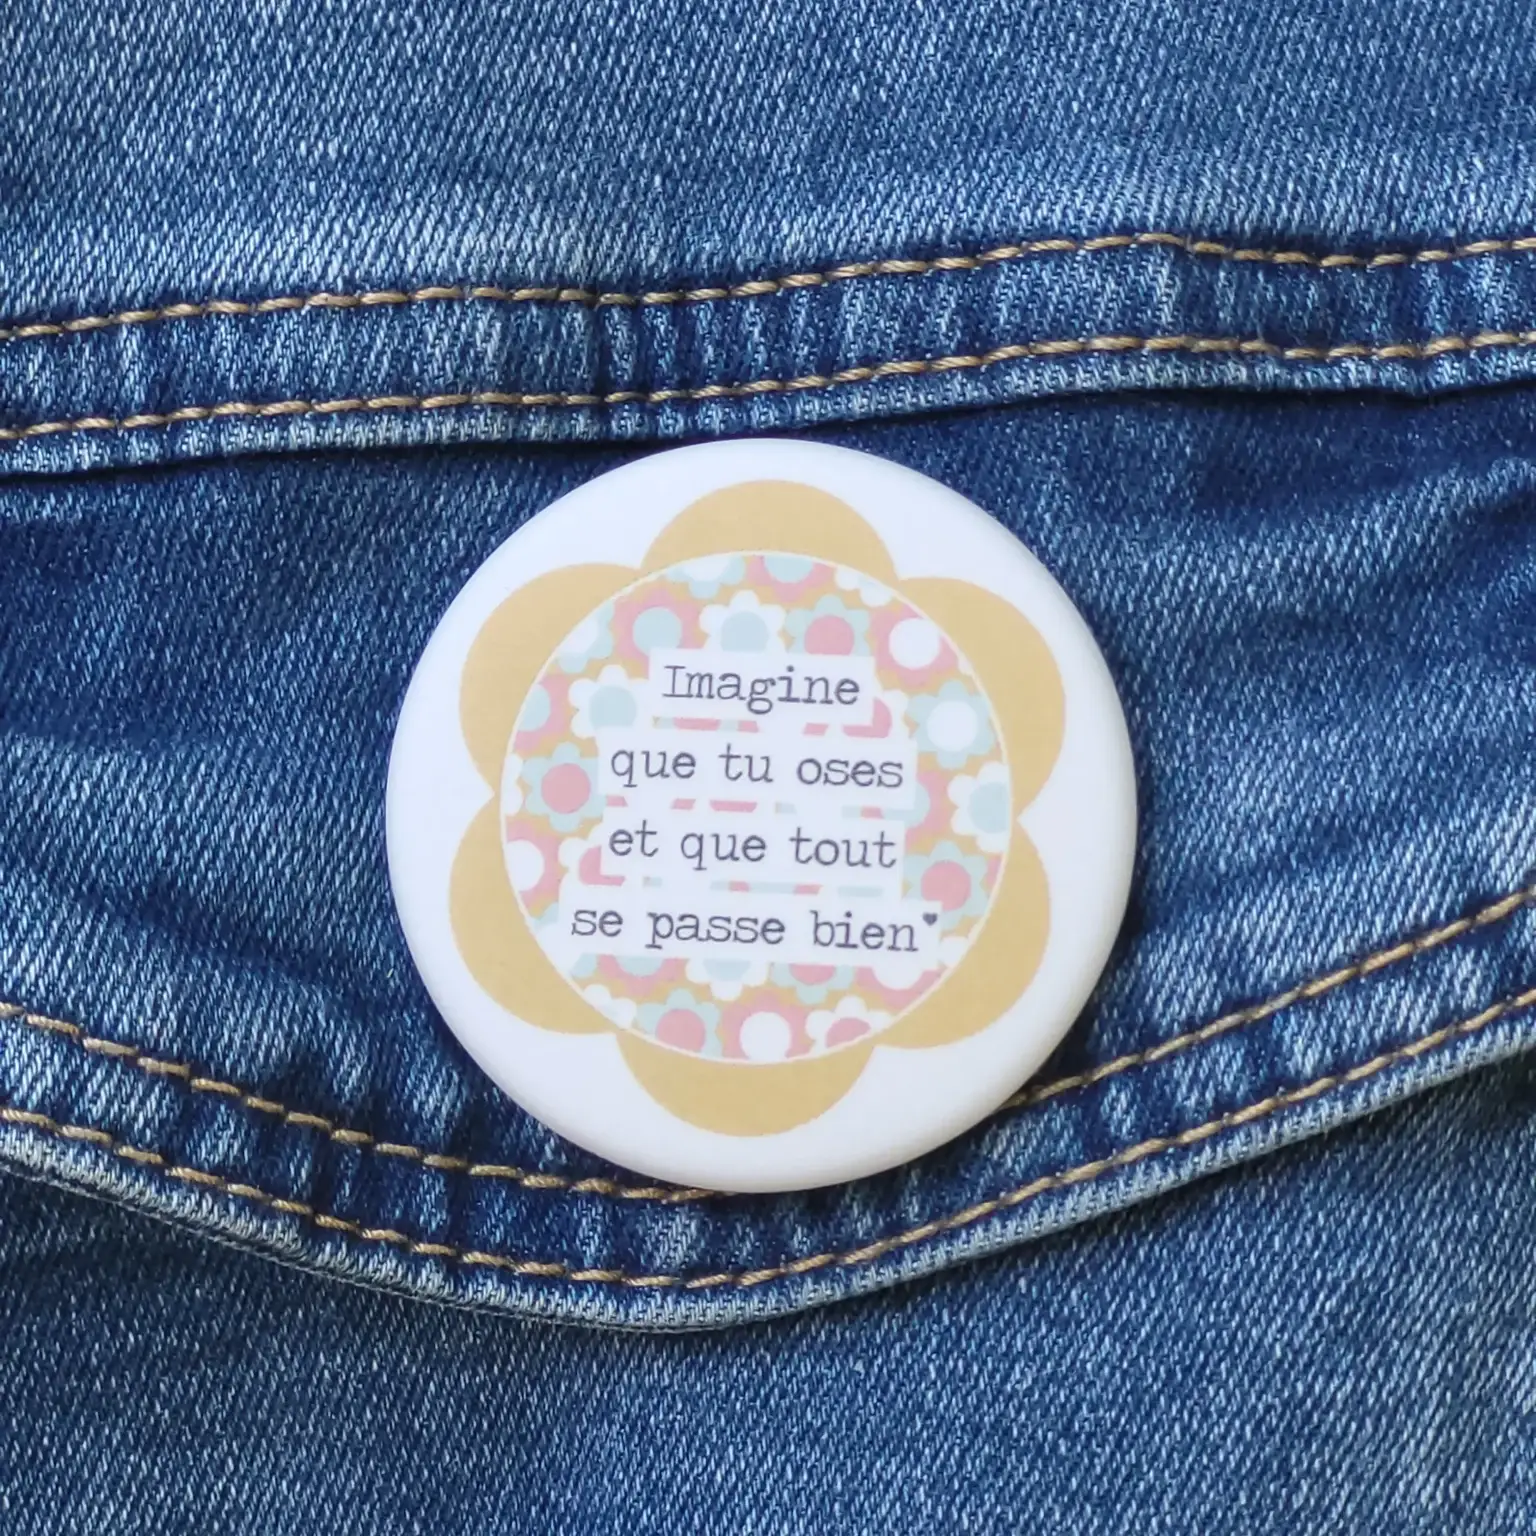 Imagine
que tu oses
et que tout
se passe bien♥